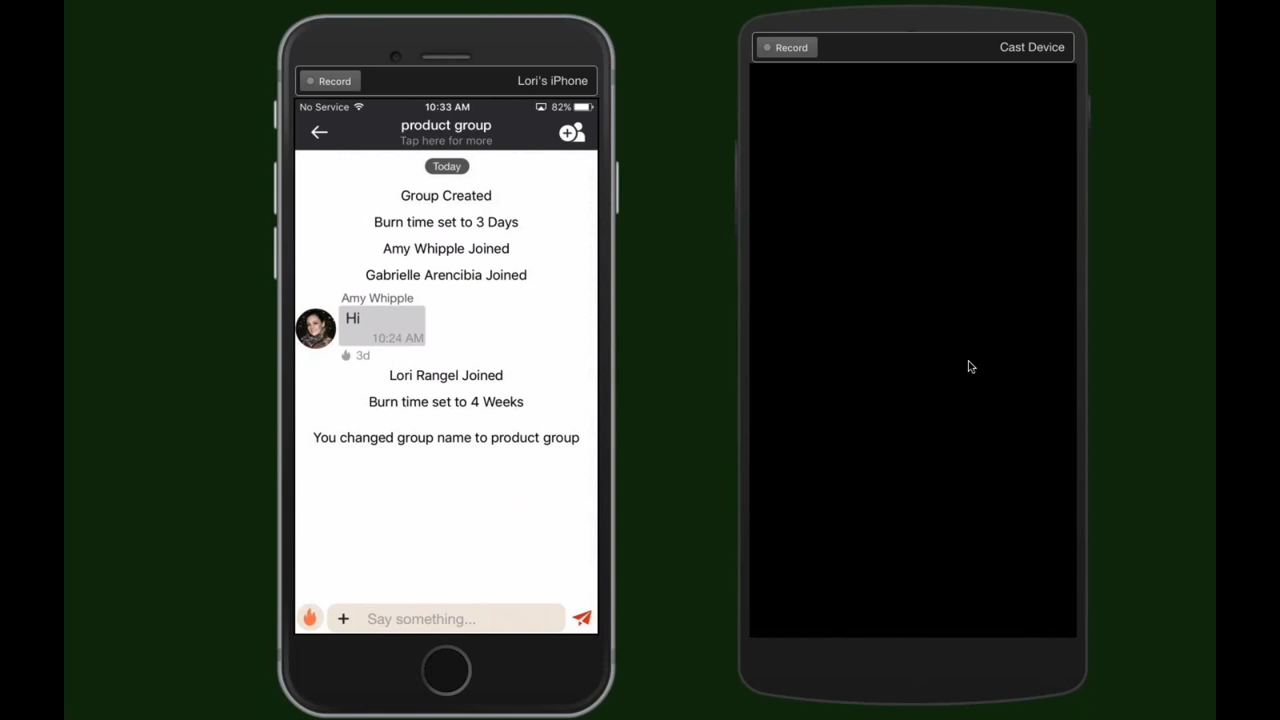 Record
Lori's iPhone
No Service
10:33 AM
82%
product group
Tap here for more
Today
Group Created
Burn time set to 3 Days
Amy Whipple Joined
Gabrielle Arencibia Joined
Amy Whipple
Hi
10:24 AM
3d
Lori Rangel Joined
Burn time set to 4 Weeks
You changed group name to product group
+ Say something...
Record
Cast Device